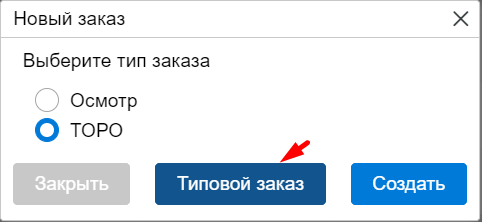 Новый заказ
Выберите тип заказа
Осмотр
ТОРО
Закрыть Типовой заказ Создать